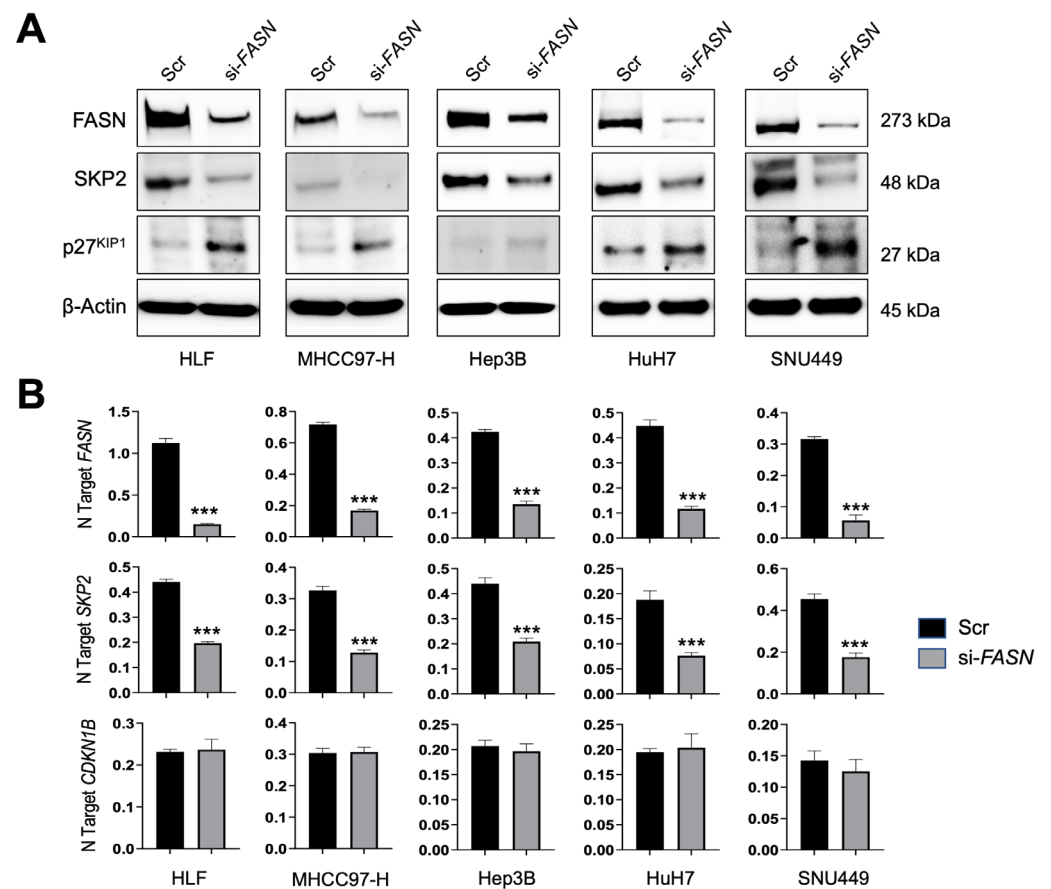 A
Scr si-FASN Scr si-FASN Scr si-FASN Scr si-FASN Scr si-FASN
FASN 273 kDa
SKP2 48 kDa
p27KIP1 27 kDa
β-Actin 45 kDa
HLF MHCC97-H Hep3B HuH7 SNU449
B
N Target FASN
1.5 1.0 0.5 0.0
***
0.8 0.6 0.4 0.2 0.0
***
0.5 0.4 0.3 0.2 0.1 0.0
***
0.5 0.4 0.3 0.2 0.1 0.0
***
0.4 0.3 0.2 0.1 0.0
***
N Target SKP2
0.5 0.4 0.3 0.2 0.1 0.0
***
0.4 0.3 0.2 0.1 0.0
***
0.5 0.4 0.3 0.2 0.1 0.0
***
0.25 0.20 0.15 0.10 0.05 0.00
***
0.6 0.4 0.2 0.0
***
Scr
si-FASN
N Target CDKN1B
0.3 0.2 0.1 0.0
0.4 0.3 0.2 0.1 0.0
0.25 0.20 0.15 0.10 0.05 0.00
0.25 0.20 0.15 0.10 0.05 0.00
0.20 0.15 0.10 0.05 0.00
HLF MHCC97-H Hep3B HuH7 SNU449